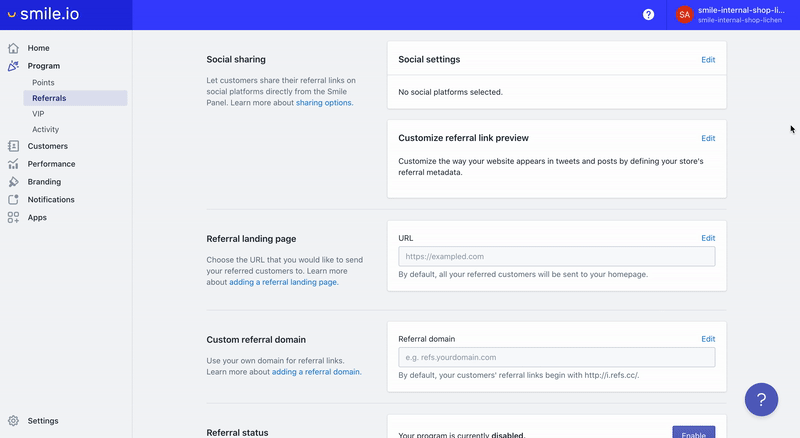 smile.io
?
SA
smile-internal-shop-li...
smile-internal-shop-lichen
Home
Program
Points
Referrals
VIP
Activity
Customers
Performance
Branding
Notifications
Apps
Settings
Social sharing
Let customers share their referral links on
social platforms directly from the Smile
Panel. Learn more about sharing options.
Social settings
Edit
No social platforms selected.
Customize referral link preview
Edit
Customize the way your website appears in tweets and posts by defining your store's
referral metadata.
Referral landing page
Choose the URL that you would like to send
your referred customers to. Learn more
about adding a referral landing page.
URL
Edit
https://exampled.com
By default, all your referred customers will be sent to your homepage.
Custom referral domain
Use your own domain for referral links.
Learn more about adding a referral domain.
Referral domain
Edit
e.g. refs.yourdomain.com
By default, your customers' referral links begin with http://i.refs.cc/.
Referral status
Your program is currently disabled.
Enable
?